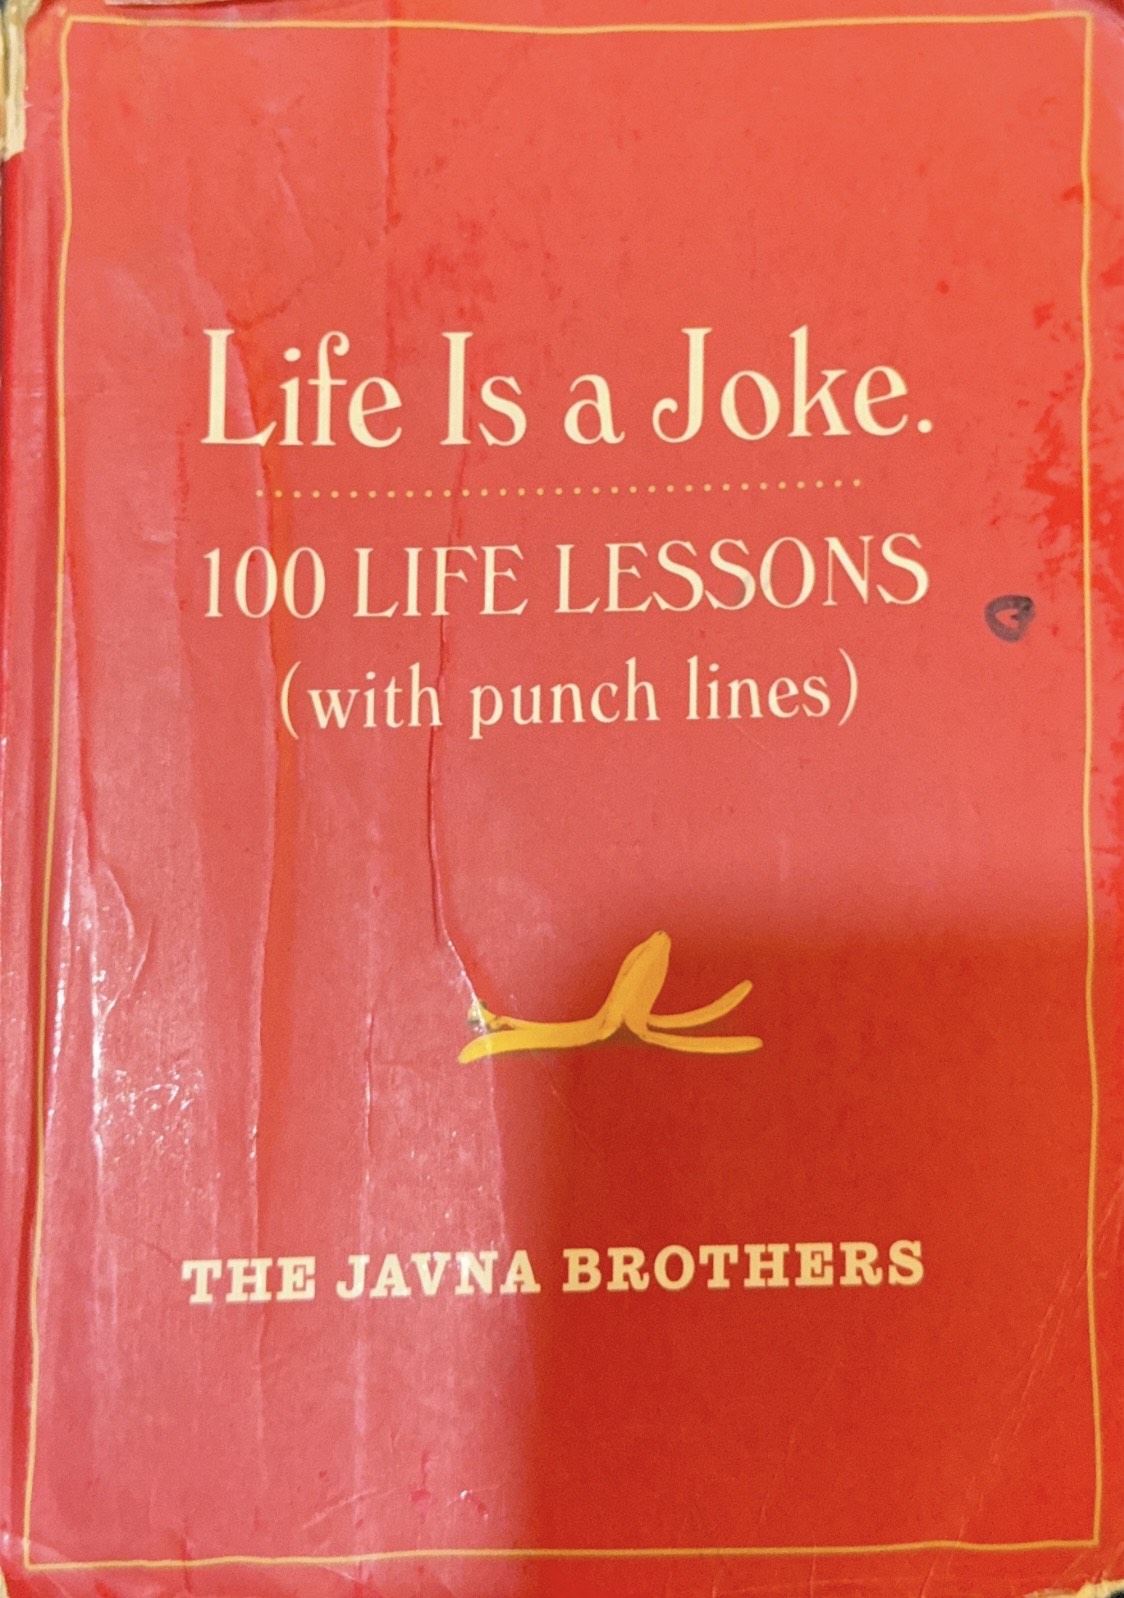 Life Is a Joke.
100 LIFE LESSONS
(with punch lines)
THE JAVNA BROTHERS